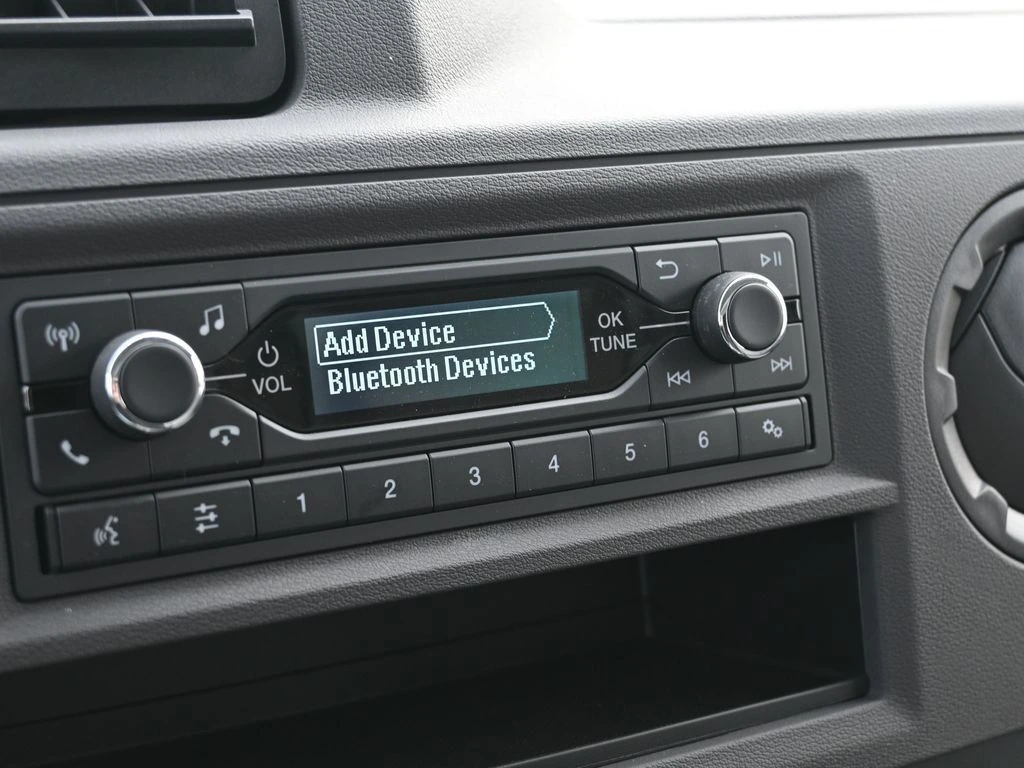 Add Device
Bluetooth Devices
VOL
OK
TUNE
1 2 3 4 5 6